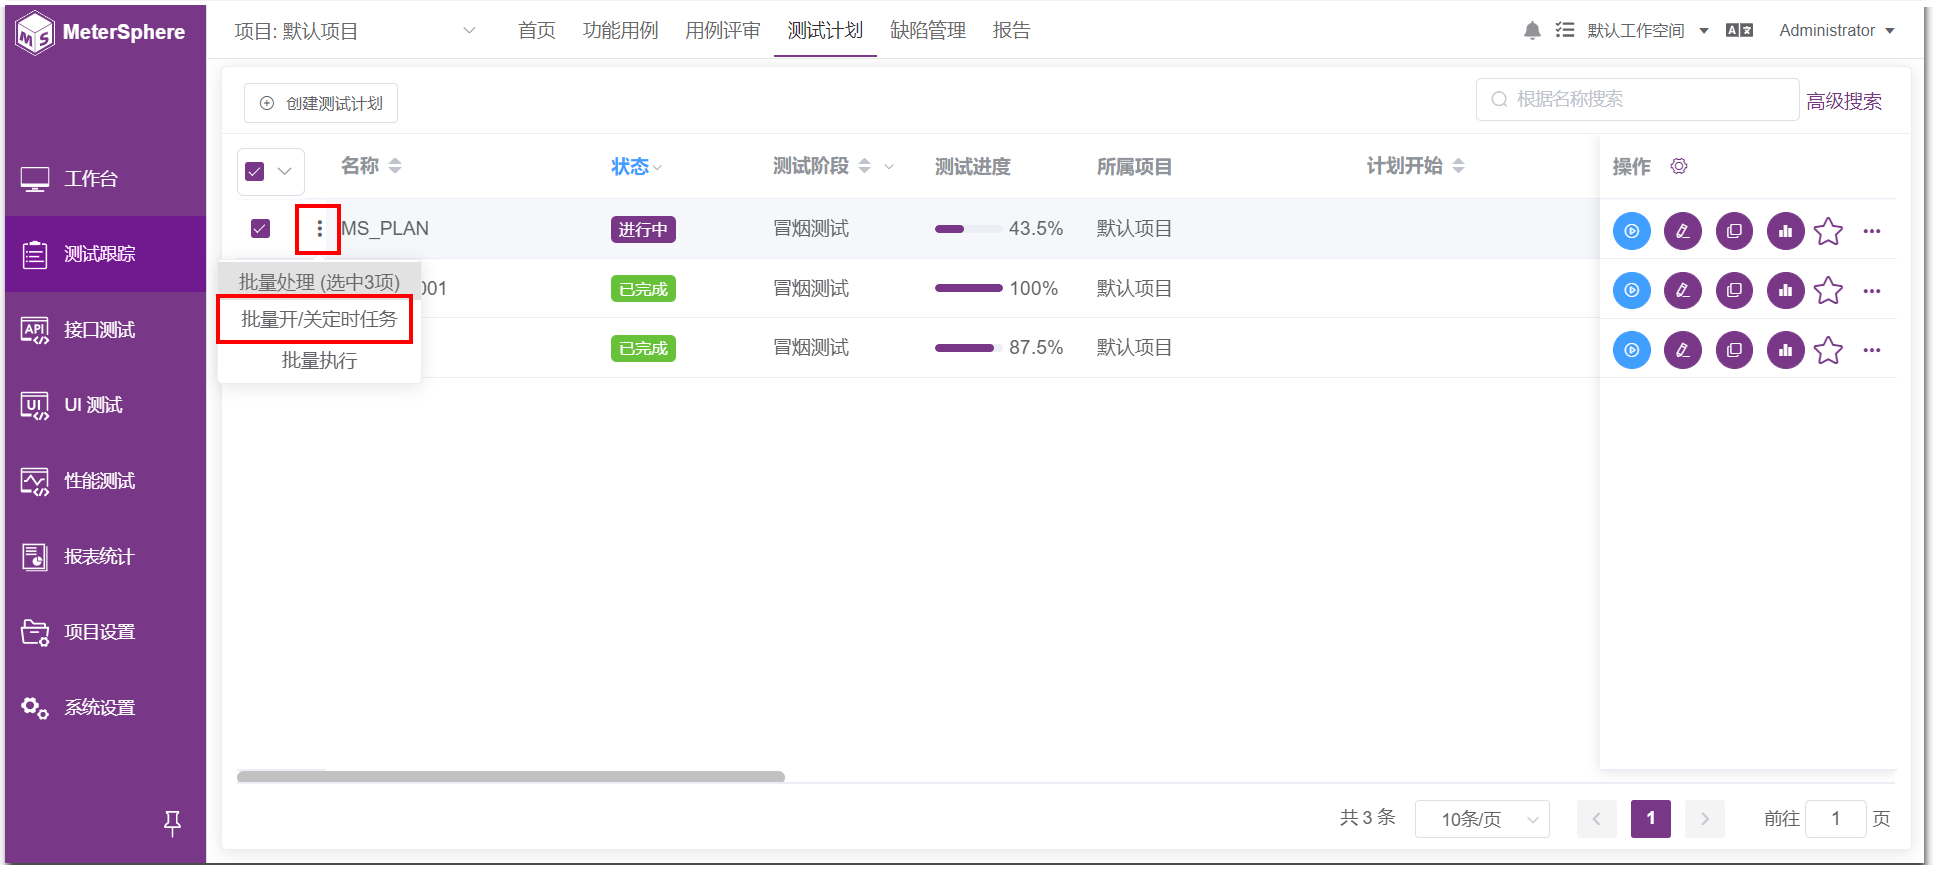 MeterSphere
项目: 默认项目
首页
功能用例
用例评审
测试计划
缺陷管理
报告
默认工作空间
Administrator
工作台
测试跟踪
接口测试
UI 测试
性能测试
报表统计
项目设置
系统设置
创建测试计划
根据名称搜索
高级搜索
名称
状态
测试阶段
测试进度
所属项目
计划开始
操作
MS_PLAN
进行中
冒烟测试
43.5%
默认项目
批量处理 (选中3项)
001
已完成
冒烟测试
100%
默认项目
批量开/关定时任务
已完成
冒烟测试
87.5%
默认项目
批量执行
共 3 条
10条/页
1
前往
1
页